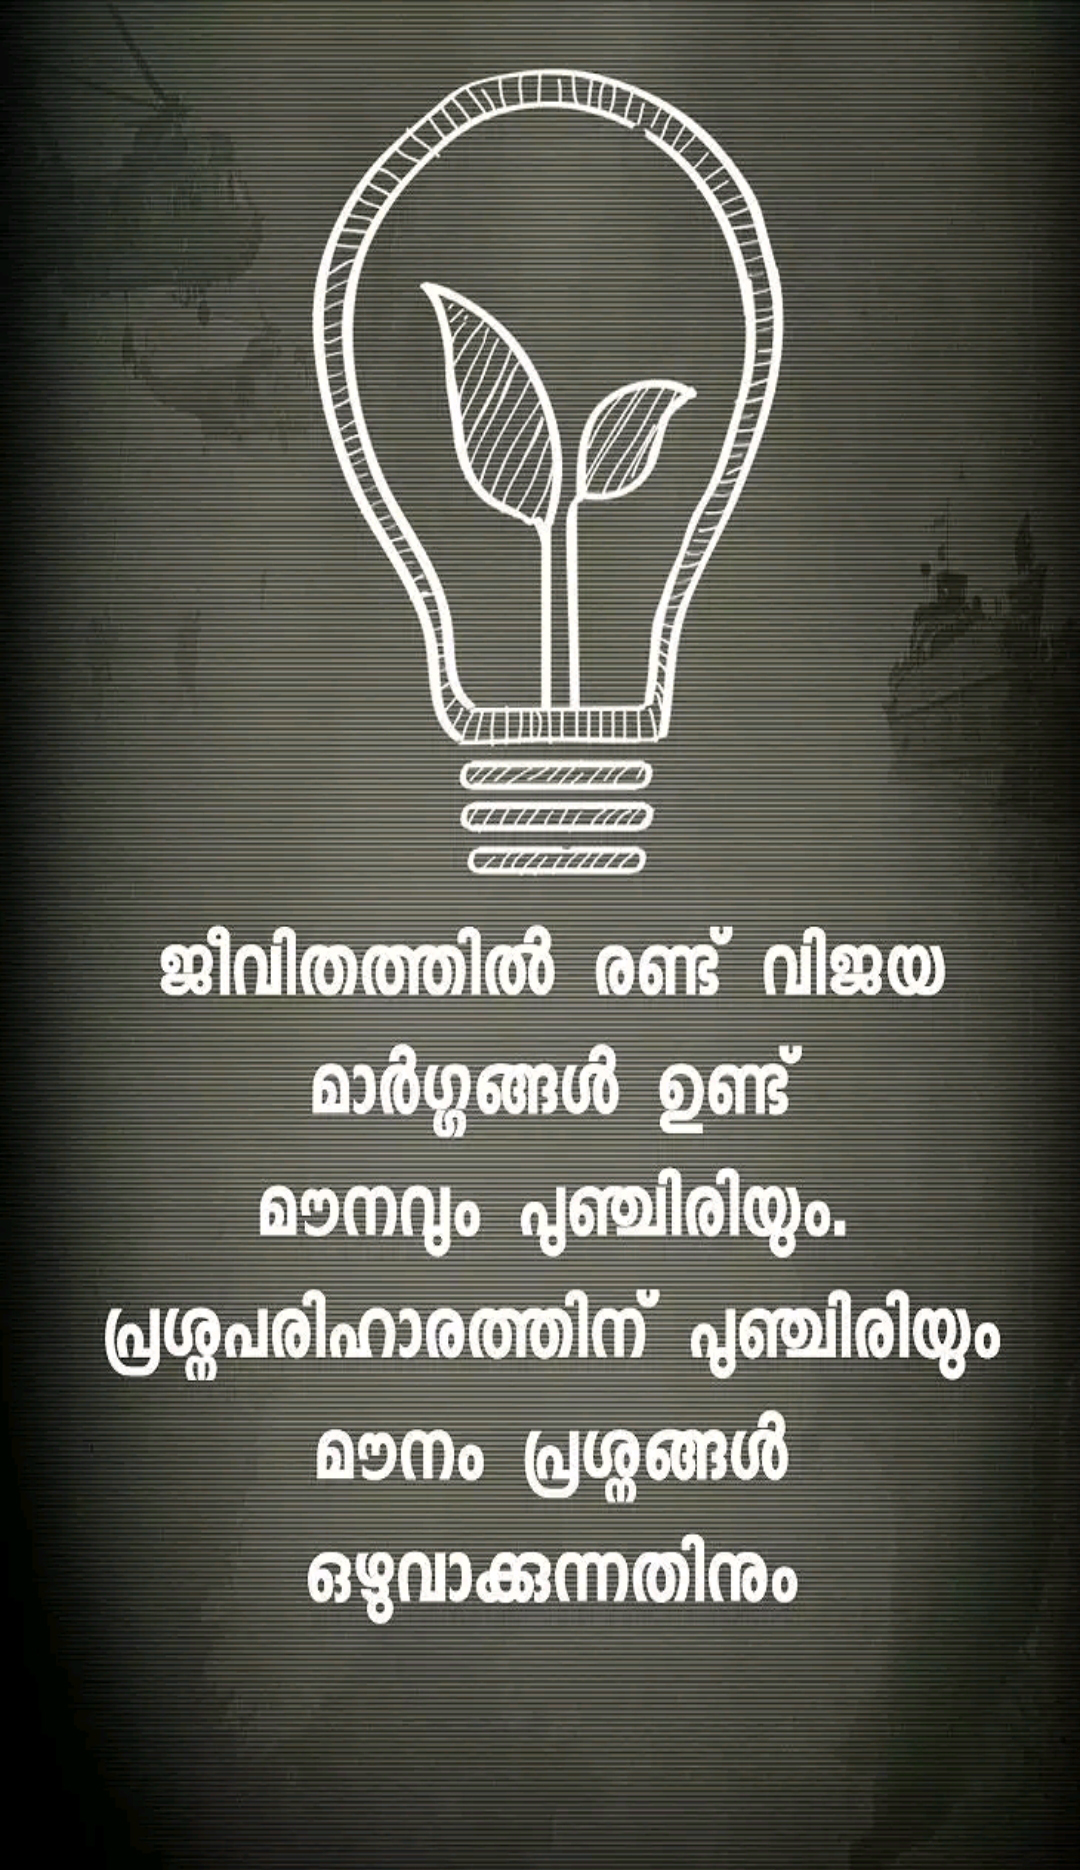 ജീവിതത്തിൽ രണ്ട് വിജയ
മാർഗ്ഗങ്ങൾ ഉണ്ട്
മൗനവും പുഞ്ചിരിയും.
പ്രശ്നപരിഹാരത്തിന് പുഞ്ചിരിയും
മൗനം പ്രശ്നങ്ങൾ
ഒഴുവാക്കുന്നതിനും